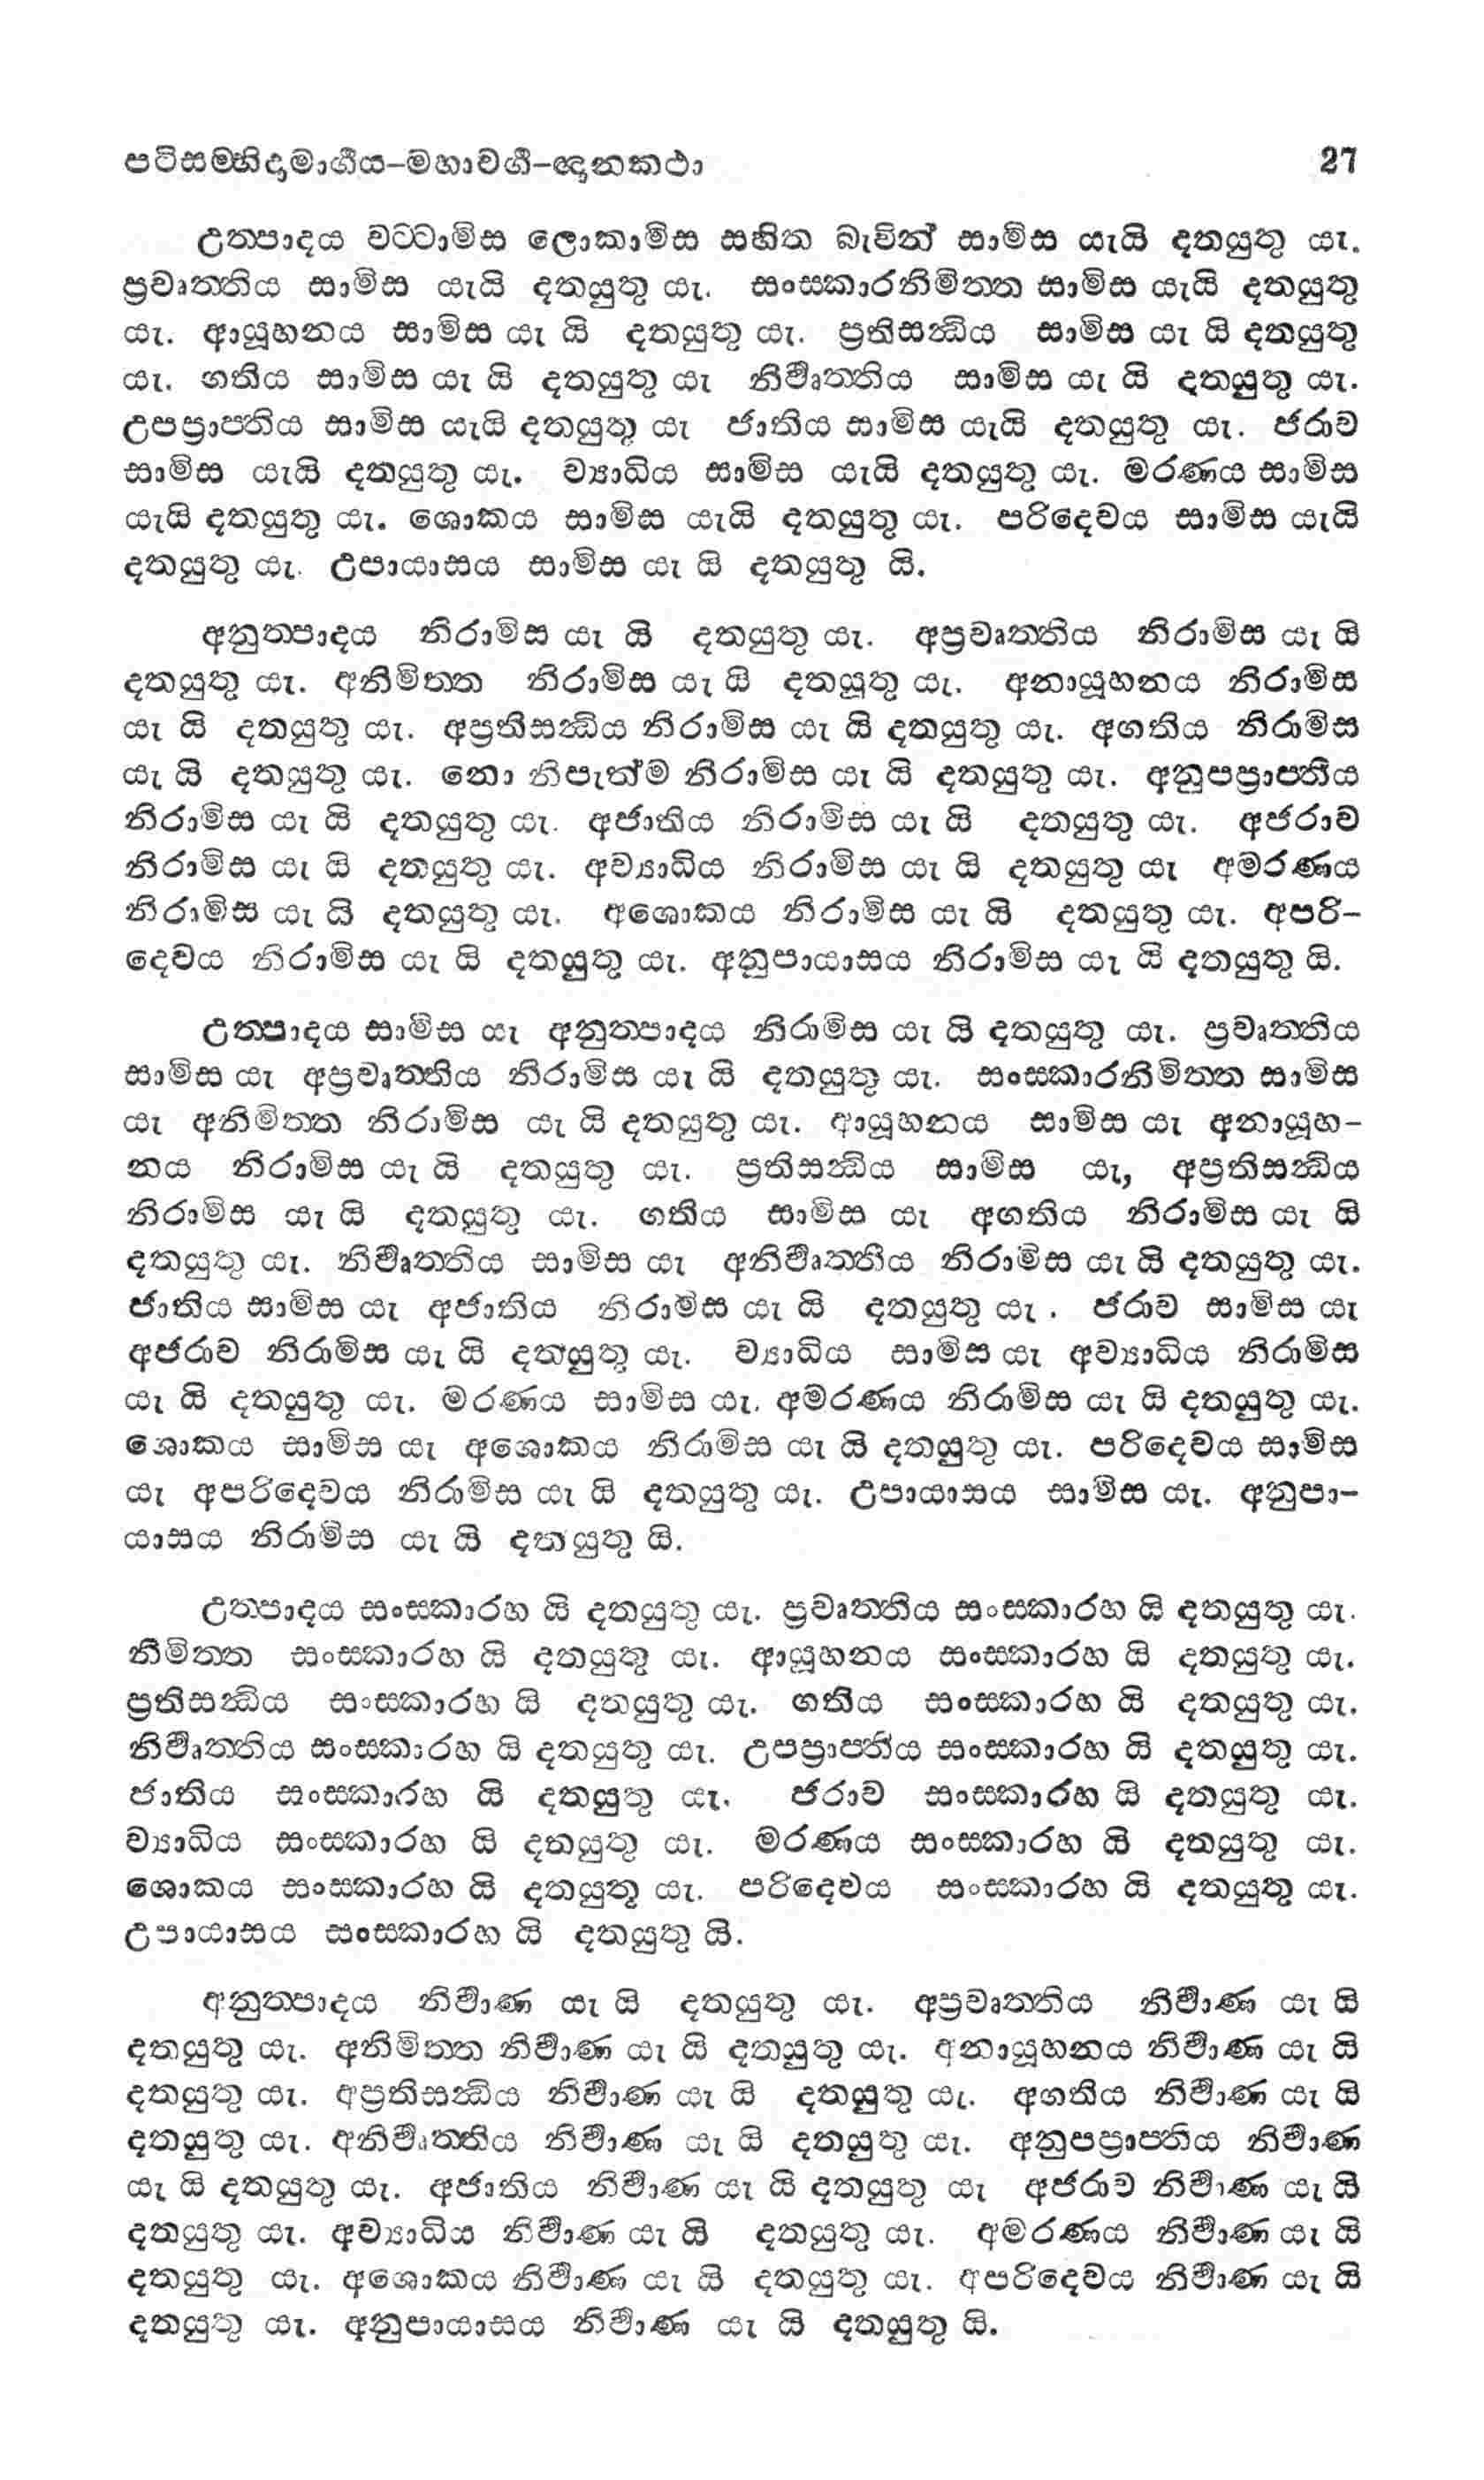 පටිසම්භිදාමාර්ගය-මහාවර්ග-ඥානකථා 27
උත්පාදය වට්ටාමිස ලොකාමිස සහිත බැවින් සාමිස යැයි දතයුතු යැ.
ප්‍රවෘත්තිය සාමිස යැයි දතයුතු යැ. සංස්කාරනිමිත්ත සාමිස යැයි දතයුතු
යැ. ආයූහනය සාමිස යැ යි දතයුතු යැ. ප්‍රතිසන්ධිය සාමිස යැ යි දතයුතු
යැ. ගතිය සාමිස යැ යි දතයුතු යැ නිර්වෘත්තිය සාමිස යැ යි දතයුතු යැ.
උපප්‍රාප්තිය සාමිස යැයි දතයුතු යැ ජාතිය සාමිස යැයි දතයුතු යැ. ජරාව
සාමිස යැයි දතයුතු යැ. ව්‍යාධිය සාමිස යැයි දතයුතු යැ. මරණය සාමිස
යැයි දතයුතු යැ. ශොකය සාමිස යැයි දතයුතු යැ. පරිදෙවය සාමිස යැයි
දතයුතු යැ. උපායාසය සාමිස යැ යි දතයුතු යි.
අනුත්පාදය නිරාමිස යැ යි දතයුතු යැ. අප්‍රවෘත්තිය නිරාමිස යැ යි
දතයුතු යැ. අනිමිත්ත නිරාමිස යැ යි දතයුතු යැ. අනායූහනය නිරාමිස
යැ යි දතයුතු යැ. අප්‍රතිසන්ධිය නිරාමිස යැ යි දතයුතු යැ. අගතිය නිරාමිස
යැ යි දතයුතු යැ. නො නිපැත්ම නිරාමිස යැ යි දතයුතු යැ. අනුපප්‍රාප්තිය
නිරාමිස යැ යි දතයුතු යැ. අජාතිය නිරාමිස යැ යි දතයුතු යැ. අජරාව
නිරාමිස යැ යි දතයුතු යැ. අව්‍යාධිය නිරාමිස යැ යි දතයුතු යැ අමරණය
නිරාමිස යැ යි දතයුතු යැ. අශොකය නිරාමිස යැ යි දතයුතු යැ. අපරි-
දෙවය නිරාමිස යැ යි දතයුතු යැ. අනුපායාසය නිරාමිස යැ යි දතයුතු යි.
උත්පාදය සාමිස යැ අනුත්පාදය නිරාමිස යැ යි දතයුතු යැ. ප්‍රවෘත්තිය
සාමිස යැ අප්‍රවෘත්තිය නිරාමිස යැ යි දතයුතු යැ. සංස්කාරනිමිත්ත සාමිස
යැ අනිමිත්ත නිරාමිස යැ යි දතයුතු යැ. ආයූහනය සාමිස යැ අනායූහ-
නය නිරාමිස යැ යි දතයුතු යැ. ප්‍රතිසන්ධිය සාමිස යැ, අප්‍රතිසන්ධිය
නිරාමිස යැ යි දතයුතු යැ. ගතිය සාමිස යැ අගතිය නිරාමිස යැ යි
දතයුතු යැ. නිර්වෘත්තිය සාමිස යැ අනිර්වෘත්තිය නිරාමිස යැ යි දතයුතු යැ.
ජාතිය සාමිස යැ අජාතිය නිරාමිස යැ යි දතයුතු යැ. ජරාව සාමිස යැ
අජරාව නිරාමිස යැ යි දතයුතු යැ. ව්‍යාධිය සාමිස යැ අව්‍යාධිය නිරාමිස
යැ යි දතයුතු යැ. මරණය සාමිස යැ. අමරණය නිරාමිස යැ යි දතයුතු යැ.
ශොකය සාමිස යැ අශොකය නිරාමිස යැ යි දතයුතු යැ. පරිදෙවය සාමිස
යැ අපරිදෙවය නිරාමිස යැ යි දතයුතු යැ. උපායාසය සාමිස යැ. අනුපා-
යාසය නිරාමිස යැ යි දතයුතු යි.
උත්පාදය සංස්කාරහ යි දතයුතු යැ. ප්‍රවෘත්තිය සංස්කාරහ යි දතයුතු යැ.
නිමිත්ත සංස්කාරහ යි දතයුතු යැ. ආයූහනය සංස්කාරහ යි දතයුතු යැ.
ප්‍රතිසන්ධිය සංස්කාරහ යි දතයුතු යැ. ගතිය සංස්කාරහ යි දතයුතු යැ.
නිර්වෘත්තිය සංස්කාරහ යි දතයුතු යැ. උපප්‍රාප්තිය සංස්කාරහ යි දතයුතු යැ.
ජාතිය සංස්කාරහ යි දතයුතු යැ. ජරාව සංස්කාරහ යි දතයුතු යැ.
ව්‍යාධිය සංස්කාරහ යි දතයුතු යැ. මරණය සංස්කාරහ යි දතයුතු යැ.
ශොකය සංස්කාරහ යි දතයුතු යැ. පරිදෙවය සංස්කාරහ යි දතයුතු යැ.
උපායාසය සංස්කාරහ යි දතයුතු යි.
අනුත්පාදය නිර්වාණ යැ යි දතයුතු යැ. අප්‍රවෘත්තිය නිර්වාණ යැ යි
දතයුතු යැ. අනිමිත්ත නිර්වාණ යැ යි දතයුතු යැ. අනායූහනය නිර්වාණ යැ යි
දතයුතු යැ. අප්‍රතිසන්ධිය නිර්වාණ යැ යි දතයුතු යැ. අගතිය නිර්වාණ යැ යි
දතයුතු යැ. අනිර්වෘත්තිය නිර්වාණ යැ යි දතයුතු යැ. අනුපප්‍රාප්තිය නිර්වාණ
යැ යි දතයුතු යැ. අජාතිය නිර්වාණ යැ යි දතයුතු යැ අජරාව නිර්වාණ යැ යි
දතයුතු යැ. අව්‍යාධිය නිර්වාණ යැ යි දතයුතු යැ. අමරණය නිර්වාණ යැ යි
දතයුතු යැ. අශොකය නිර්වාණ යැ යි දතයුතු යැ. අපරිදෙවය නිර්වාණ යැ යි
දතයුතු යැ. අනුපායාසය නිර්වාණ යැ යි දතයුතු යි.